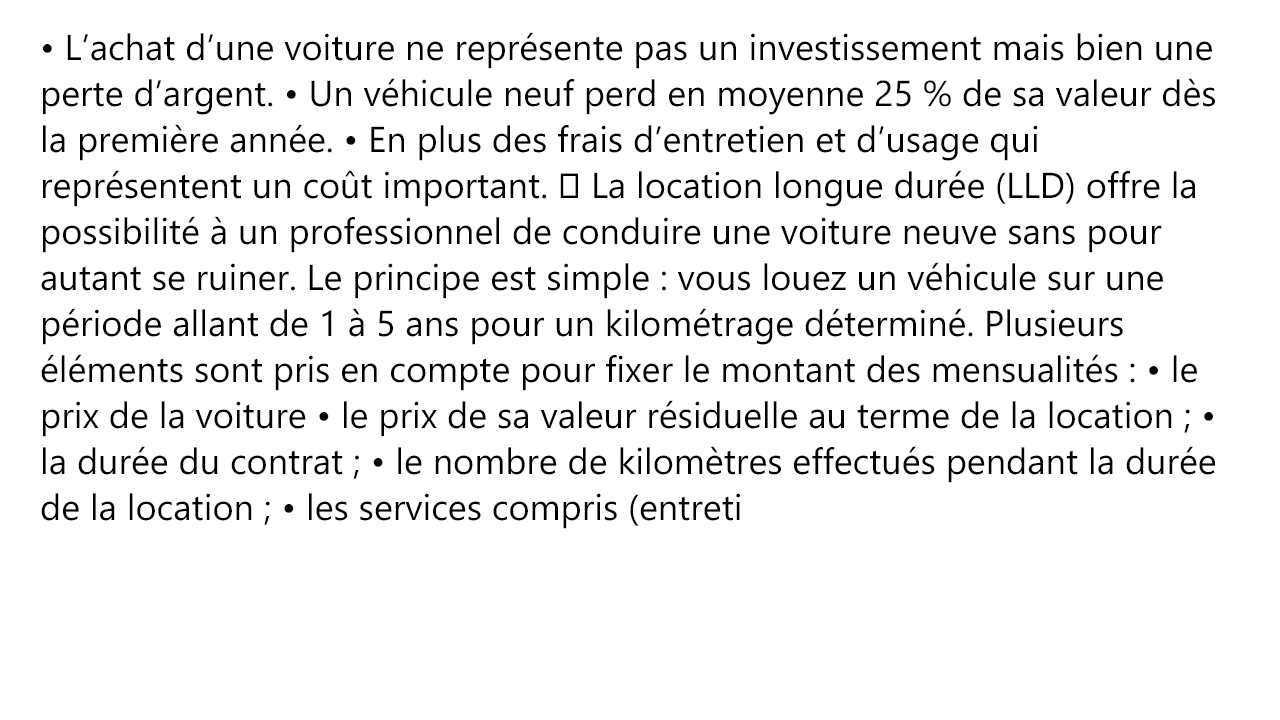 • L’achat d’une voiture ne représente pas un investissement mais bien une
perte d’argent. • Un véhicule neuf perd en moyenne 25 % de sa valeur dès
la première année. • En plus des frais d’entretien et d’usage qui
représentent un coût important. □ La location longue durée (LLD) offre la
possibilité à un professionnel de conduire une voiture neuve sans pour
autant se ruiner. Le principe est simple : vous louez un véhicule sur une
période allant de 1 à 5 ans pour un kilométrage déterminé. Plusieurs
éléments sont pris en compte pour fixer le montant des mensualités : • le
prix de la voiture • le prix de sa valeur résiduelle au terme de la location ; •
la durée du contrat ; • le nombre de kilomètres effectués pendant la durée
de la location ; • les services compris (entreti